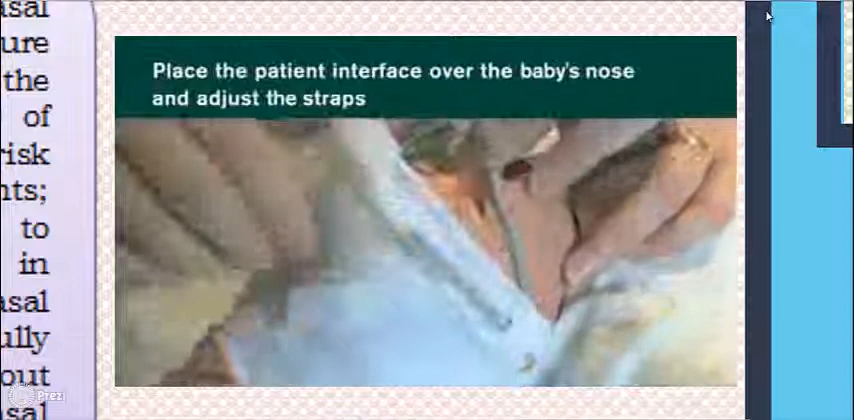 ure
the
of
risk
nts;
to
in
asal
ully
out
asal
Place the patient interface over the baby's nose
and adjust the straps
Prezi